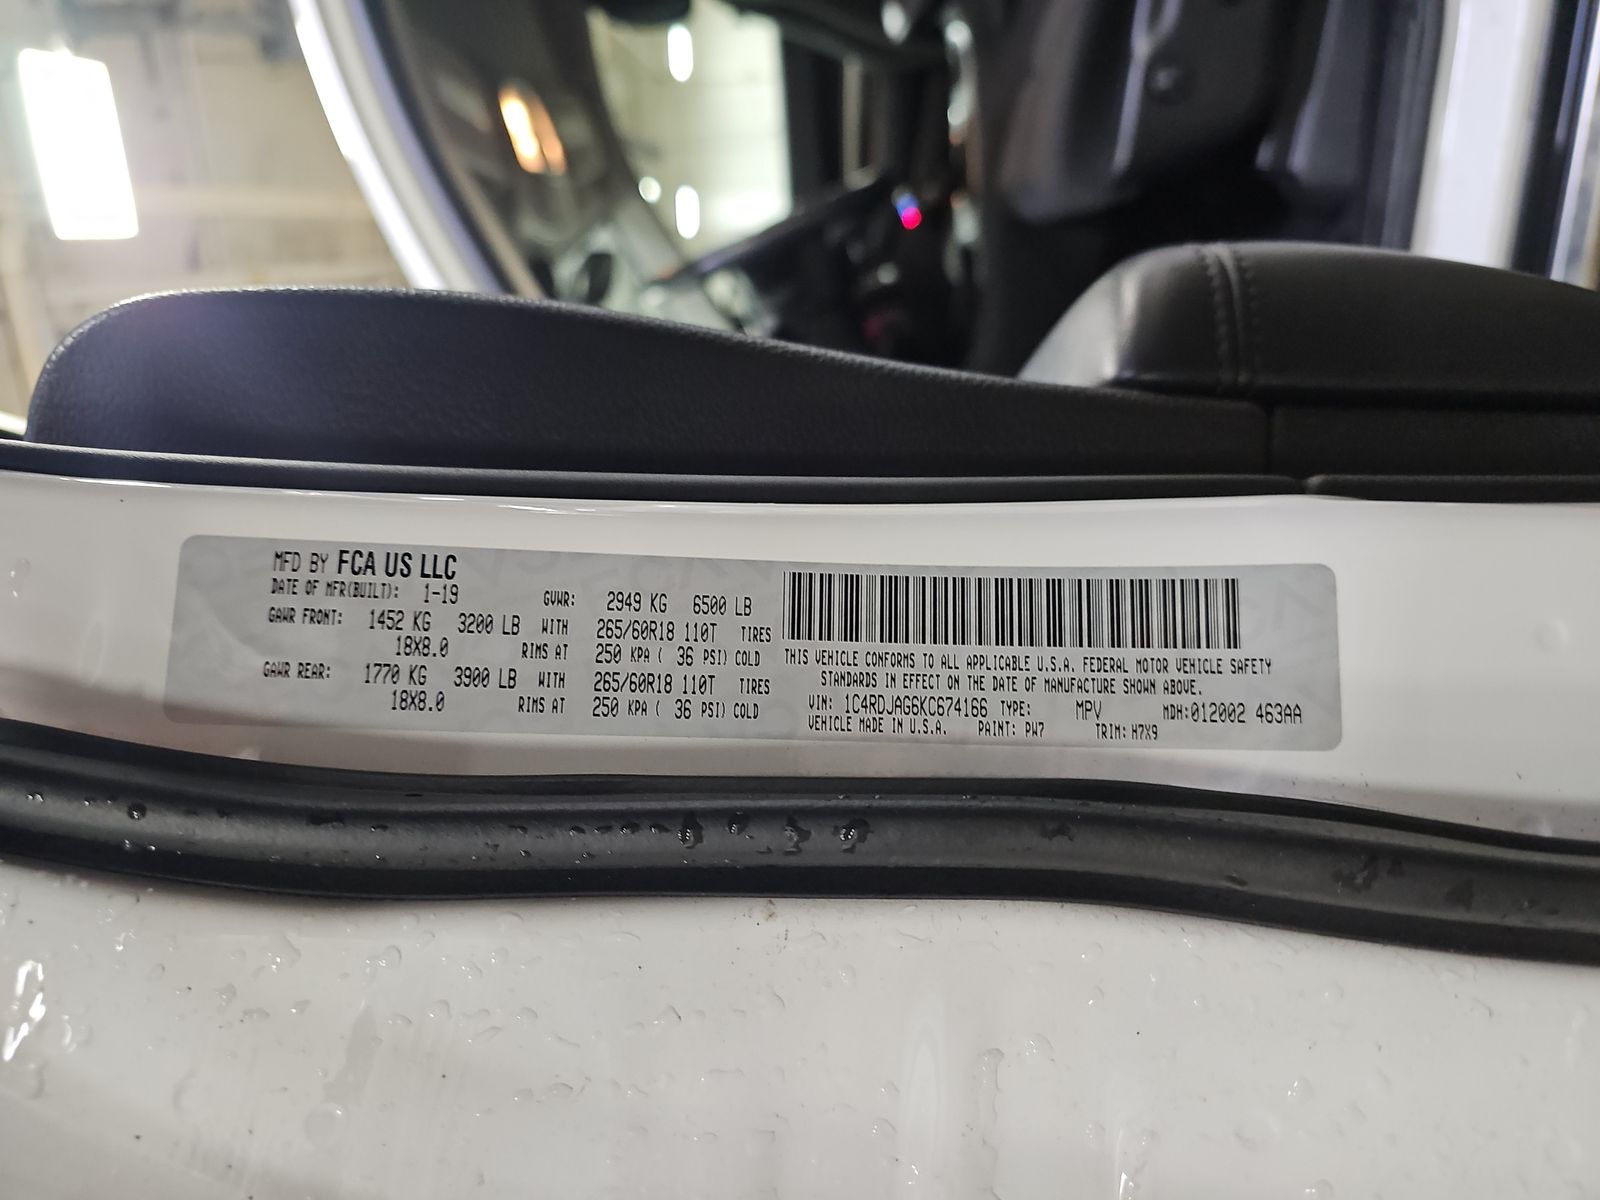 MFD BY FCA US LLC
DATE OF MFR(BUILT): 1-19 GVWR: 2949 KG 6500 LB
GAWR FRONT: 1452 KG 3200 LB WITH 265/60R18 110T TIRES
18X8.0 RIMS AT 250 KPA ( 36 PSI) COLD
GAWR REAR: 1770 KG 3900 LB WITH 265/60R18 110T TIRES
18X8.0 RIMS AT 250 KPA ( 36 PSI) COLD
THIS VEHICLE CONFORMS TO ALL APPLICABLE U.S.A. FEDERAL MOTOR VEHICLE SAFETY
STANDARDS IN EFFECT ON THE DATE OF MANUFACTURE SHOWN ABOVE.
VIN: 1C4RDJAG6KC674166 TYPE: MPV MDH:012002 463AA
VEHICLE MADE IN U.S.A. PAINT: PW7 TRIM: H7X9